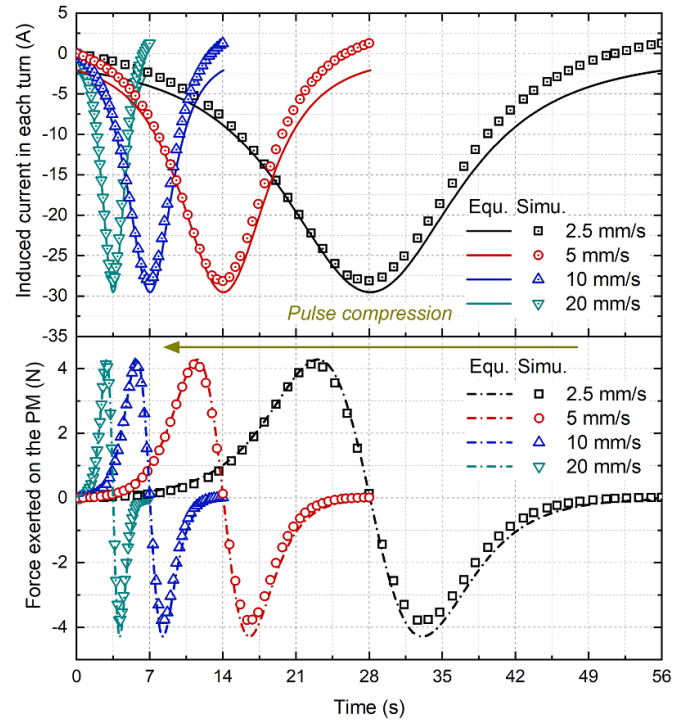 Induced current in each turn (A)
5
0
-5
-10
-15
-20
-25
-30
-35
Equ. Simu.
2.5 mm/s
5 mm/s
10 mm/s
20 mm/s
Pulse compression
Force exerted on the PM (N)
4
2
0
-2
-4
Equ. Simu.
2.5 mm/s
5 mm/s
10 mm/s
20 mm/s
0 7 14 21 28 35 42 49 56
Time (s)